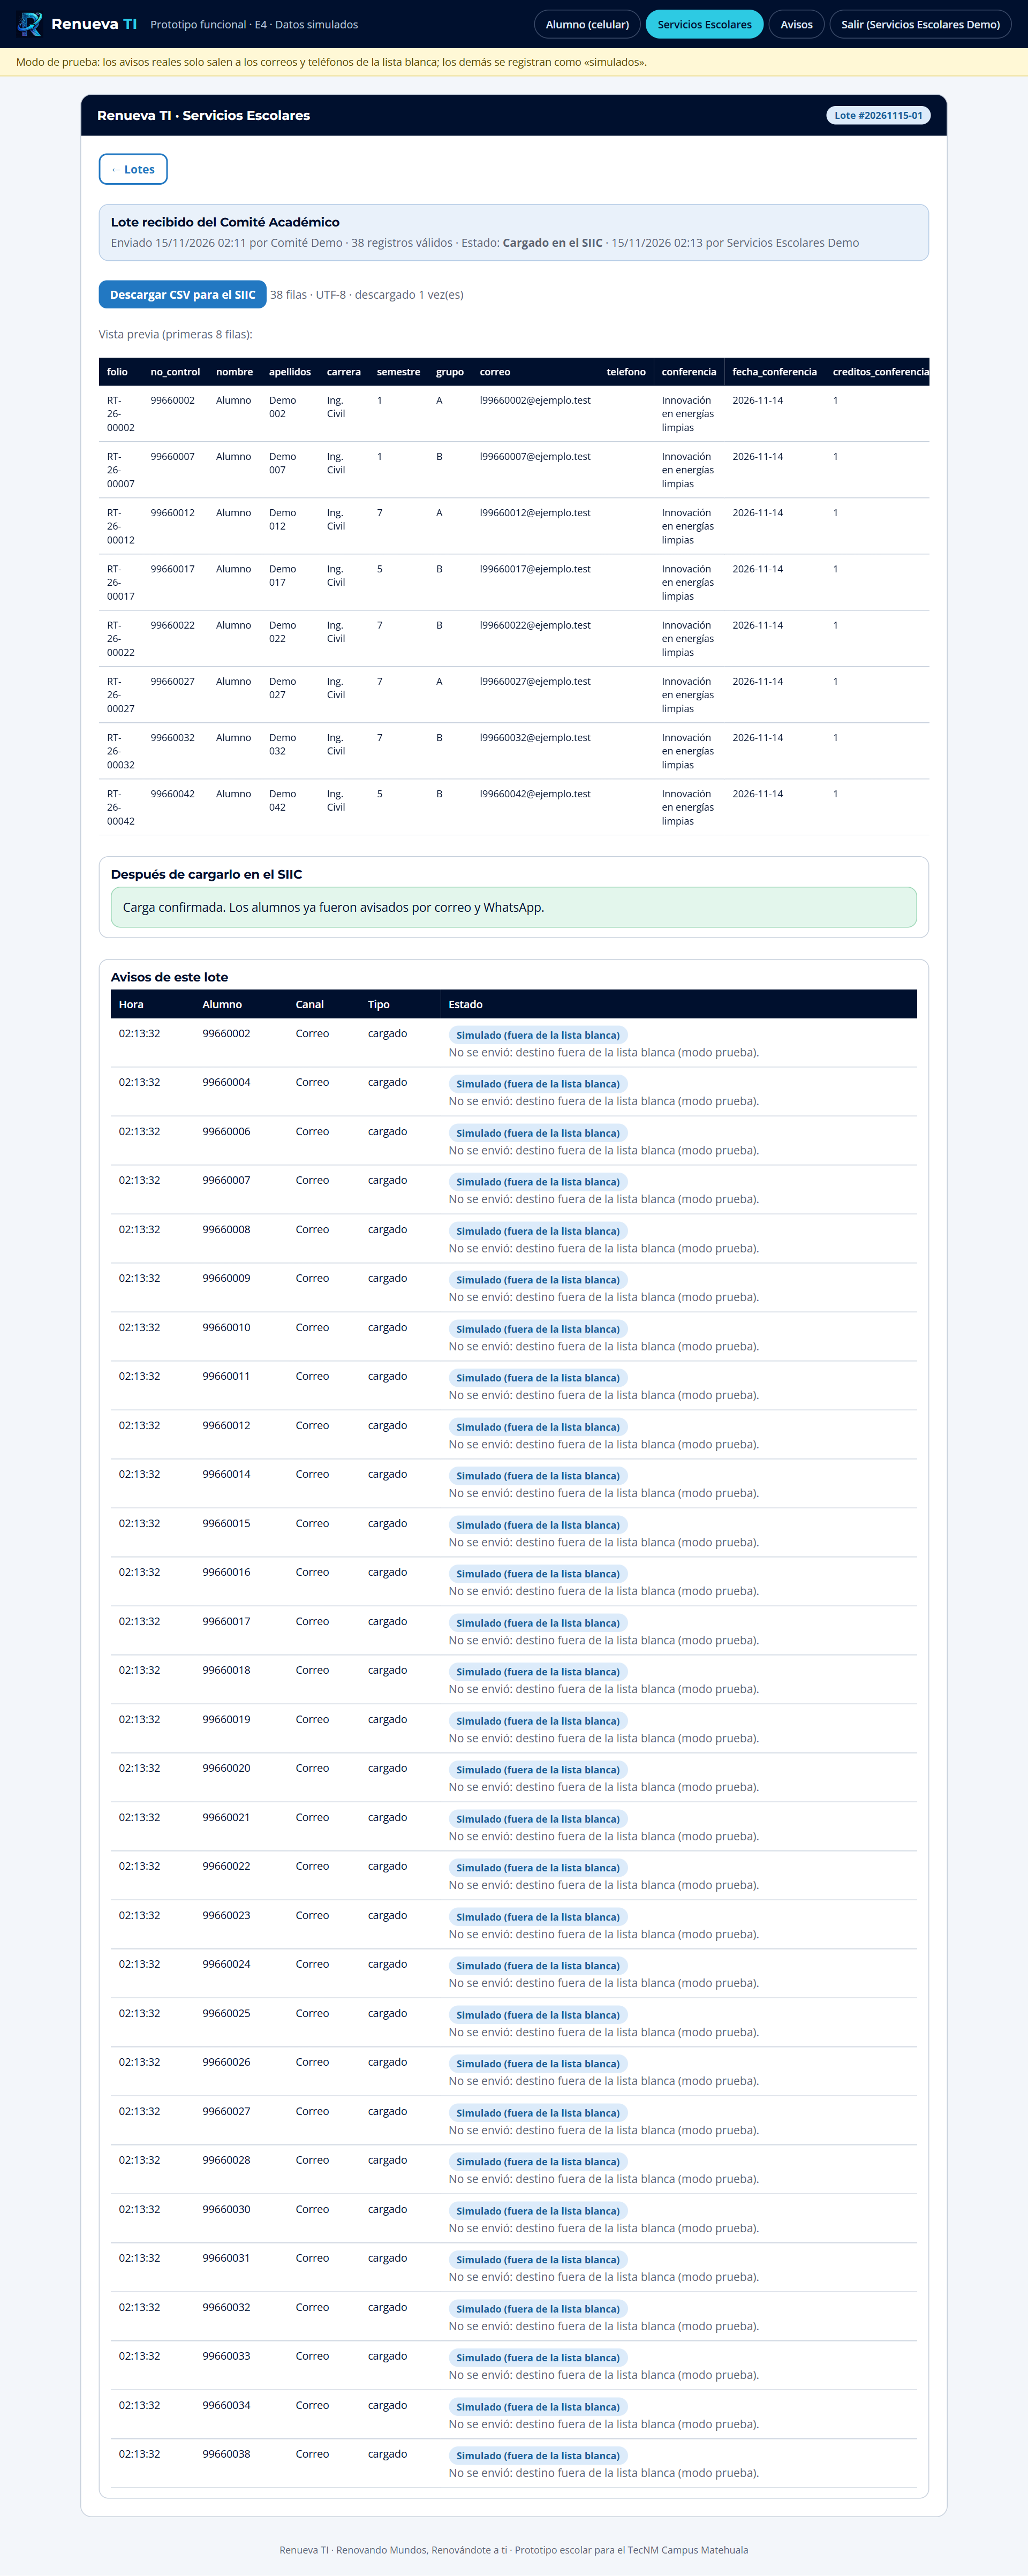 Renueva TI Prototipo funcional · E4 · Datos simulados Alumno (celular) Servicios Escolares Avisos Salir (Servicios Escolares Demo)
Modo de prueba: los avisos reales solo salen a los correos y teléfonos de la lista blanca; los demás se registran como «simulados».
Renueva TI · Servicios Escolares Lote #20261115-01
← Lotes
Lote recibido del Comité Académico
Enviado 15/11/2026 02:11 por Comité Demo · 38 registros válidos · Estado: Cargado en el SIIC · 15/11/2026 02:13 por Servicios Escolares Demo
Descargar CSV para el SIIC 38 filas · UTF-8 · descargado 1 vez(es)
Vista previa (primeras 8 filas):
folio no_control nombre apellidos carrera semestre grupo correo telefono conferencia fecha_conferencia creditos_conferencia
RT- 99660002 Alumno Demo Ing. 1 A l99660002@ejemplo.test Innovación 2026-11-14 1
26- 002 Civil en energías
00002 limpias
RT- 99660007 Alumno Demo Ing. 1 B l99660007@ejemplo.test Innovación 2026-11-14 1
26- 007 Civil en energías
00007 limpias
RT- 99660012 Alumno Demo Ing. 7 A l99660012@ejemplo.test Innovación 2026-11-14 1
26- 012 Civil en energías
00012 limpias
RT- 99660017 Alumno Demo Ing. 5 B l99660017@ejemplo.test Innovación 2026-11-14 1
26- 017 Civil en energías
00017 limpias
RT- 99660022 Alumno Demo Ing. 7 B l99660022@ejemplo.test Innovación 2026-11-14 1
26- 022 Civil en energías
00022 limpias
RT- 99660027 Alumno Demo Ing. 7 A l99660027@ejemplo.test Innovación 2026-11-14 1
26- 027 Civil en energías
00027 limpias
RT- 99660032 Alumno Demo Ing. 7 B l99660032@ejemplo.test Innovación 2026-11-14 1
26- 032 Civil en energías
00032 limpias
RT- 99660042 Alumno Demo Ing. 5 B l99660042@ejemplo.test Innovación 2026-11-14 1
26- 042 Civil en energías
00042 limpias
Después de cargarlo en el SIIC
Carga confirmada. Los alumnos ya fueron avisados por correo y WhatsApp.
Avisos de este lote
Hora Alumno Canal Tipo Estado
02:13:32 99660002 Correo cargado Simulado (fuera de la lista blanca)
No se envió: destino fuera de la lista blanca (modo prueba).
02:13:32 99660004 Correo cargado Simulado (fuera de la lista blanca)
No se envió: destino fuera de la lista blanca (modo prueba).
02:13:32 99660006 Correo cargado Simulado (fuera de la lista blanca)
No se envió: destino fuera de la lista blanca (modo prueba).
02:13:32 99660007 Correo cargado Simulado (fuera de la lista blanca)
No se envió: destino fuera de la lista blanca (modo prueba).
02:13:32 99660008 Correo cargado Simulado (fuera de la lista blanca)
No se envió: destino fuera de la lista blanca (modo prueba).
02:13:32 99660009 Correo cargado Simulado (fuera de la lista blanca)
No se envió: destino fuera de la lista blanca (modo prueba).
02:13:32 99660010 Correo cargado Simulado (fuera de la lista blanca)
No se envió: destino fuera de la lista blanca (modo prueba).
02:13:32 99660011 Correo cargado Simulado (fuera de la lista blanca)
No se envió: destino fuera de la lista blanca (modo prueba).
02:13:32 99660012 Correo cargado Simulado (fuera de la lista blanca)
No se envió: destino fuera de la lista blanca (modo prueba).
02:13:32 99660014 Correo cargado Simulado (fuera de la lista blanca)
No se envió: destino fuera de la lista blanca (modo prueba).
02:13:32 99660015 Correo cargado Simulado (fuera de la lista blanca)
No se envió: destino fuera de la lista blanca (modo prueba).
02:13:32 99660016 Correo cargado Simulado (fuera de la lista blanca)
No se envió: destino fuera de la lista blanca (modo prueba).
02:13:32 99660017 Correo cargado Simulado (fuera de la lista blanca)
No se envió: destino fuera de la lista blanca (modo prueba).
02:13:32 99660018 Correo cargado Simulado (fuera de la lista blanca)
No se envió: destino fuera de la lista blanca (modo prueba).
02:13:32 99660019 Correo cargado Simulado (fuera de la lista blanca)
No se envió: destino fuera de la lista blanca (modo prueba).
02:13:32 99660020 Correo cargado Simulado (fuera de la lista blanca)
No se envió: destino fuera de la lista blanca (modo prueba).
02:13:32 99660021 Correo cargado Simulado (fuera de la lista blanca)
No se envió: destino fuera de la lista blanca (modo prueba).
02:13:32 99660022 Correo cargado Simulado (fuera de la lista blanca)
No se envió: destino fuera de la lista blanca (modo prueba).
02:13:32 99660023 Correo cargado Simulado (fuera de la lista blanca)
No se envió: destino fuera de la lista blanca (modo prueba).
02:13:32 99660024 Correo cargado Simulado (fuera de la lista blanca)
No se envió: destino fuera de la lista blanca (modo prueba).
02:13:32 99660025 Correo cargado Simulado (fuera de la lista blanca)
No se envió: destino fuera de la lista blanca (modo prueba).
02:13:32 99660026 Correo cargado Simulado (fuera de la lista blanca)
No se envió: destino fuera de la lista blanca (modo prueba).
02:13:32 99660027 Correo cargado Simulado (fuera de la lista blanca)
No se envió: destino fuera de la lista blanca (modo prueba).
02:13:32 99660028 Correo cargado Simulado (fuera de la lista blanca)
No se envió: destino fuera de la lista blanca (modo prueba).
02:13:32 99660030 Correo cargado Simulado (fuera de la lista blanca)
No se envió: destino fuera de la lista blanca (modo prueba).
02:13:32 99660031 Correo cargado Simulado (fuera de la lista blanca)
No se envió: destino fuera de la lista blanca (modo prueba).
02:13:32 99660032 Correo cargado Simulado (fuera de la lista blanca)
No se envió: destino fuera de la lista blanca (modo prueba).
02:13:32 99660033 Correo cargado Simulado (fuera de la lista blanca)
No se envió: destino fuera de la lista blanca (modo prueba).
02:13:32 99660034 Correo cargado Simulado (fuera de la lista blanca)
No se envió: destino fuera de la lista blanca (modo prueba).
02:13:32 99660038 Correo cargado Simulado (fuera de la lista blanca)
No se envió: destino fuera de la lista blanca (modo prueba).
Renueva TI · Renovando Mundos, Renovándote a ti · Prototipo escolar para el TecNM Campus Matehuala